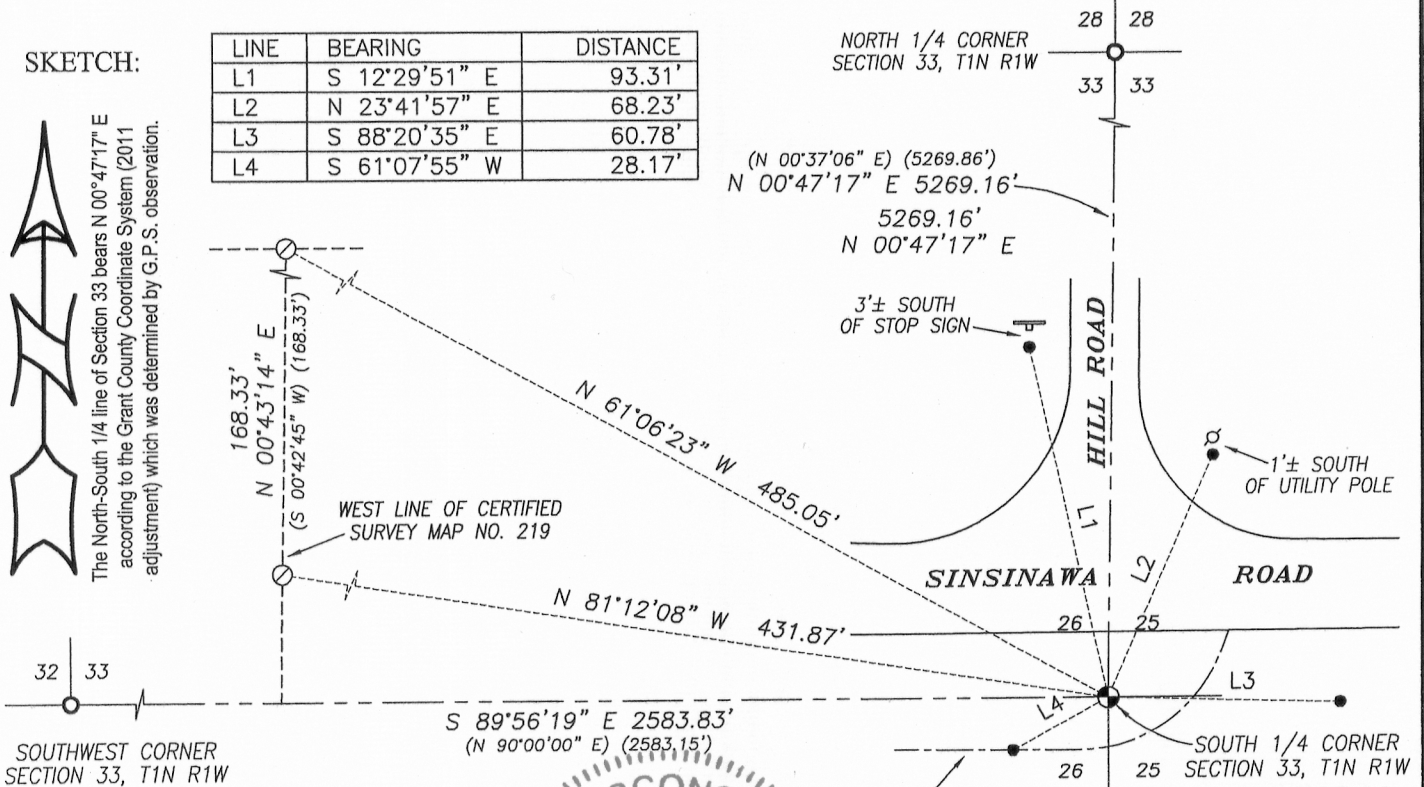 SKETCH:
LINE BEARING DISTANCE
L1 S 12°29'51" E 93.31'
L2 N 23°41'57" E 68.23'
L3 S 88°20'35" E 60.78'
L4 S 61°07'55" W 28.17'
The North-South 1/4 line of Section 33 bears N 00°47'17" E
according to the Grant County Coordinate System (2011
adjustment) which was determined by G.P.S. observation.
28 28
NORTH 1/4 CORNER
SECTION 33, T1N R1W
33 33
(N 00°37'06" E) (5269.86')
N 00°47'17" E 5269.16'
5269.16'
N 00°47'17" E
3'± SOUTH
OF STOP SIGN
HILL ROAD
1'± SOUTH
OF UTILITY POLE
168.33'
N 00°43'14" E
(S 00°42'45" W) (168.33')
N 61°06'23" W 485.05'
WEST LINE OF CERTIFIED
SURVEY MAP NO. 219
L1
L2
SINSINAWA ROAD
N 81°12'08" W 431.87'
26 25
32 33
L3
L4
S 89°56'19" E 2583.83'
(N 90°00'00" E) (2583.15')
SOUTHWEST CORNER
SECTION 33, T1N R1W
SOUTH 1/4 CORNER
SECTION 33, T1N R1W
26 25